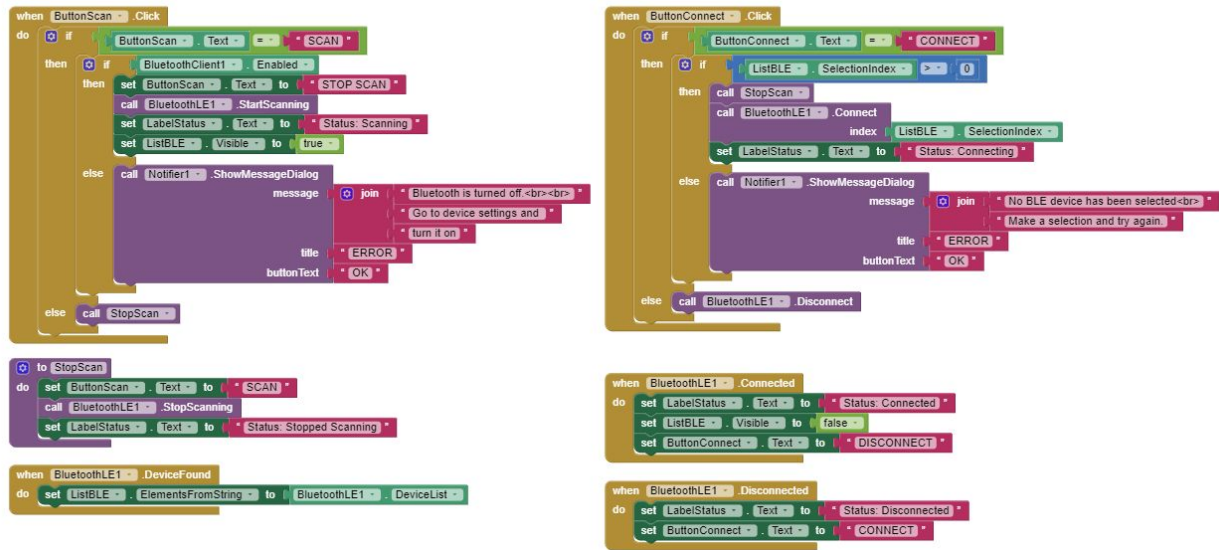 when ButtonScan .Click
do if ButtonScan . Text = " SCAN "
then if BluetoothClient1 . Enabled
then set ButtonScan . Text to " STOP SCAN "
call BluetoothLE1 .StartScanning
set LabelStatus . Text to " Status: Scanning "
set ListBLE . Visible to true
else call Notifier1 .ShowMessageDialog
message join " Bluetooth is turned off.<br><br> "
" Go to device settings and "
" turn it on "
title " ERROR "
buttonText " OK "
else call StopScan
to StopScan
do set ButtonScan . Text to " SCAN "
call BluetoothLE1 .StopScanning
set LabelStatus . Text to " Status: Stopped Scanning "
when BluetoothLE1 .DeviceFound
do set ListBLE . ElementsFromString to BluetoothLE1 . DeviceList
when ButtonConnect .Click
do if ButtonConnect . Text = " CONNECT "
then if ListBLE . SelectionIndex > 0
then call StopScan
call BluetoothLE1 .Connect
index ListBLE . SelectionIndex
set LabelStatus . Text to " Status: Connecting "
else call Notifier1 .ShowMessageDialog
message join " No BLE device has been selected<br> "
" Make a selection and try again. "
title " ERROR "
buttonText " OK "
else call BluetoothLE1 .Disconnect
when BluetoothLE1 .Connected
do set LabelStatus . Text to " Status: Connected "
set ListBLE . Visible to false
set ButtonConnect . Text to " DISCONNECT "
when BluetoothLE1 .Disconnected
do set LabelStatus . Text to " Status: Disconnected "
set ButtonConnect . Text to " CONNECT "